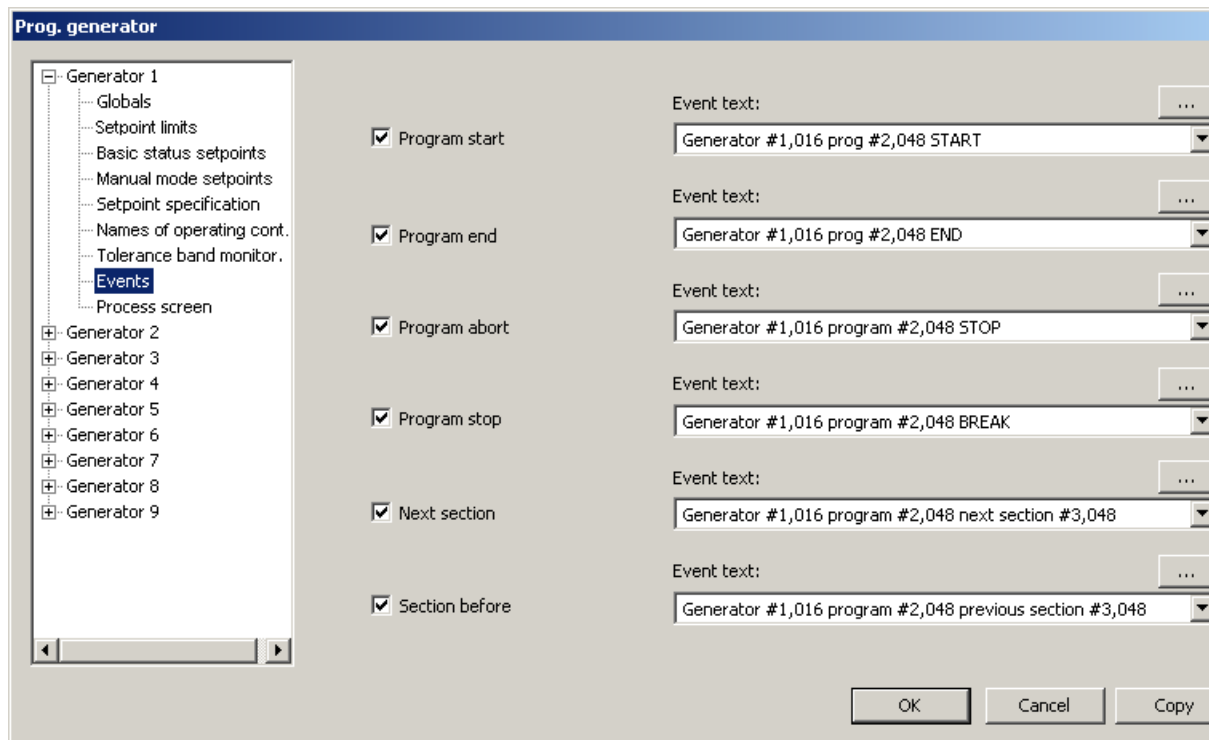 Prog. generator
Generator 1
Globals
Setpoint limits
Basic status setpoints
Manual mode setpoints
Setpoint specification
Names of operating cont.
Tolerance band monitor.
Events
Process screen
Generator 2
Generator 3
Generator 4
Generator 5
Generator 6
Generator 7
Generator 8
Generator 9
Event text:
...
Program start
Generator #1,016 prog #2,048 START
Event text:
...
Program end
Generator #1,016 prog #2,048 END
Event text:
...
Program abort
Generator #1,016 program #2,048 STOP
Event text:
...
Program stop
Generator #1,016 program #2,048 BREAK
Event text:
...
Next section
Generator #1,016 program #2,048 next section #3,048
Event text:
...
Section before
Generator #1,016 program #2,048 previous section #3,048
OK
Cancel
Copy